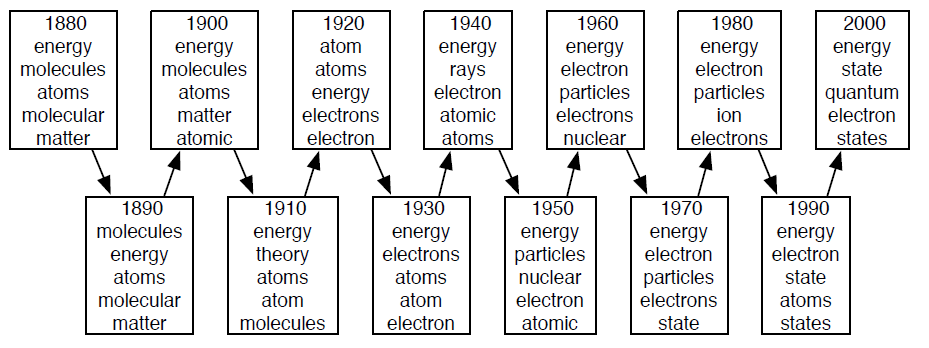 1880
energy
molecules
atoms
molecular
matter
1890
molecules
energy
atoms
molecular
matter
1900
energy
molecules
atoms
matter
atomic
1910
energy
theory
atoms
atom
molecules
1920
atom
atoms
energy
electrons
electron
1930
energy
electrons
atoms
atom
electron
1940
energy
rays
electron
atomic
atoms
1950
energy
particles
nuclear
electron
atomic
1960
energy
electron
particles
electrons
nuclear
1970
energy
electron
particles
electrons
state
1980
energy
electron
particles
ion
electrons
1990
energy
electron
state
atoms
states
2000
energy
state
quantum
electron
states